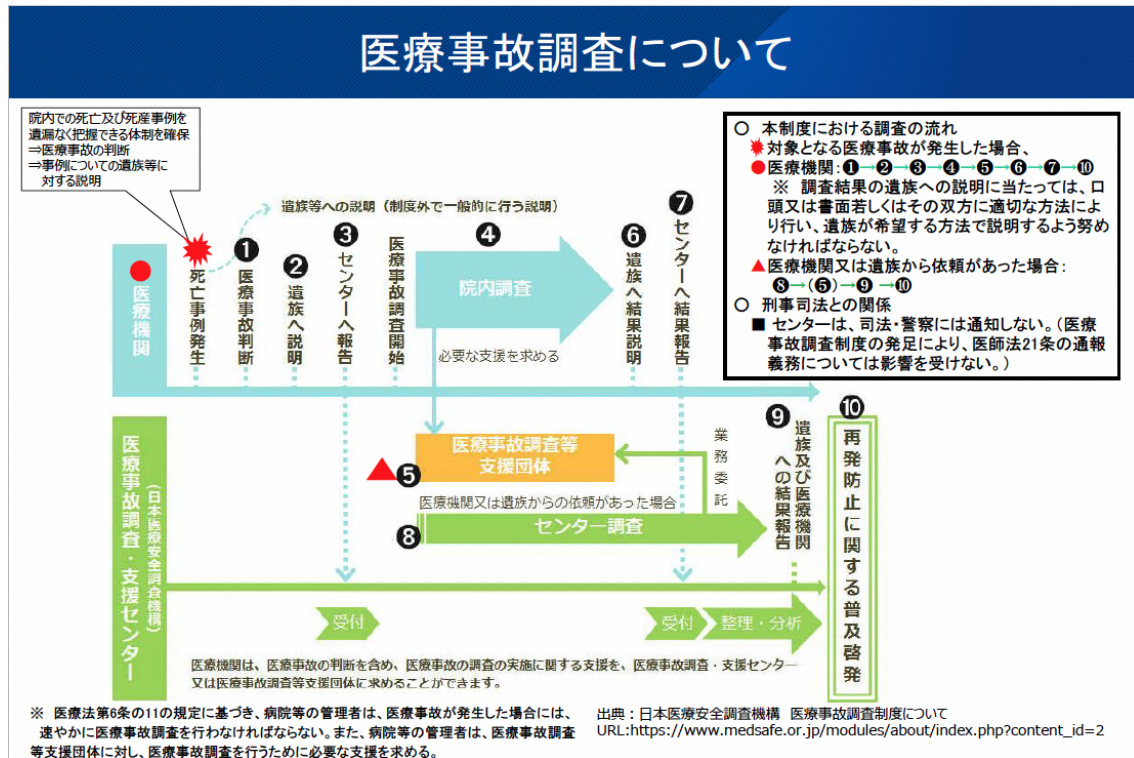 医療事故調査について
院内での死亡及び死産事例を
遺漏なく把握できる体制を確保
⇒医療事故の判断
⇒事例についての遺族等に
対する説明
○ 本制度における調査の流れ
対象となる医療事故が発生した場合、
●医療機関:❶→❷→❸→❹→❺→❻→❼→❿
※ 調査結果の遺族への説明に当たっては、口
頭又は書面若しくはその双方に適切な方法によ
り行い、遺族が希望する方法で説明するよう努め
なければならない。
▲医療機関又は遺族から依頼があった場合:
❽→(❺)→❾→❿
○ 刑事司法との関係
■ センターは、司法・警察には通知しない。(医療
事故調査制度の発足により、医師法21条の通報
義務については影響を受けない。)
遺族等への説明(制度外で一般的に行う説明)
医療機関
死亡事例発生
❶
医療事故判断
❷
遺族へ説明
❸
センターへ報告
医療事故調査開始
❹
院内調査
必要な支援を求める
❻
遺族へ結果説明
❼
センターへ結果報告
医療事故調査・支援センター
(日本医療安全調査機構)
医療事故調査等
支援団体
❺
業務委託
医療機関又は遺族からの依頼があった場合
❽
センター調査
❾
遺族及び医療機関
への結果報告
❿
再発防止に関する普及啓発
受付
受付
整理・分析
医療機関は、医療事故の判断を含め、医療事故の調査の実施に関する支援を、医療事故調査・支援センター
又は医療事故調査等支援団体に求めることができます。
※ 医療法第6条の11の規定に基づき、病院等の管理者は、医療事故が発生した場合には、
速やかに医療事故調査を行わなければならない。また、病院等の管理者は、医療事故調査
等支援団体に対し、医療事故調査を行うために必要な支援を求める。
出典:日本医療安全調査機構 医療事故調査制度について
URL:https://www.medsafe.or.jp/modules/about/index.php?content_id=2